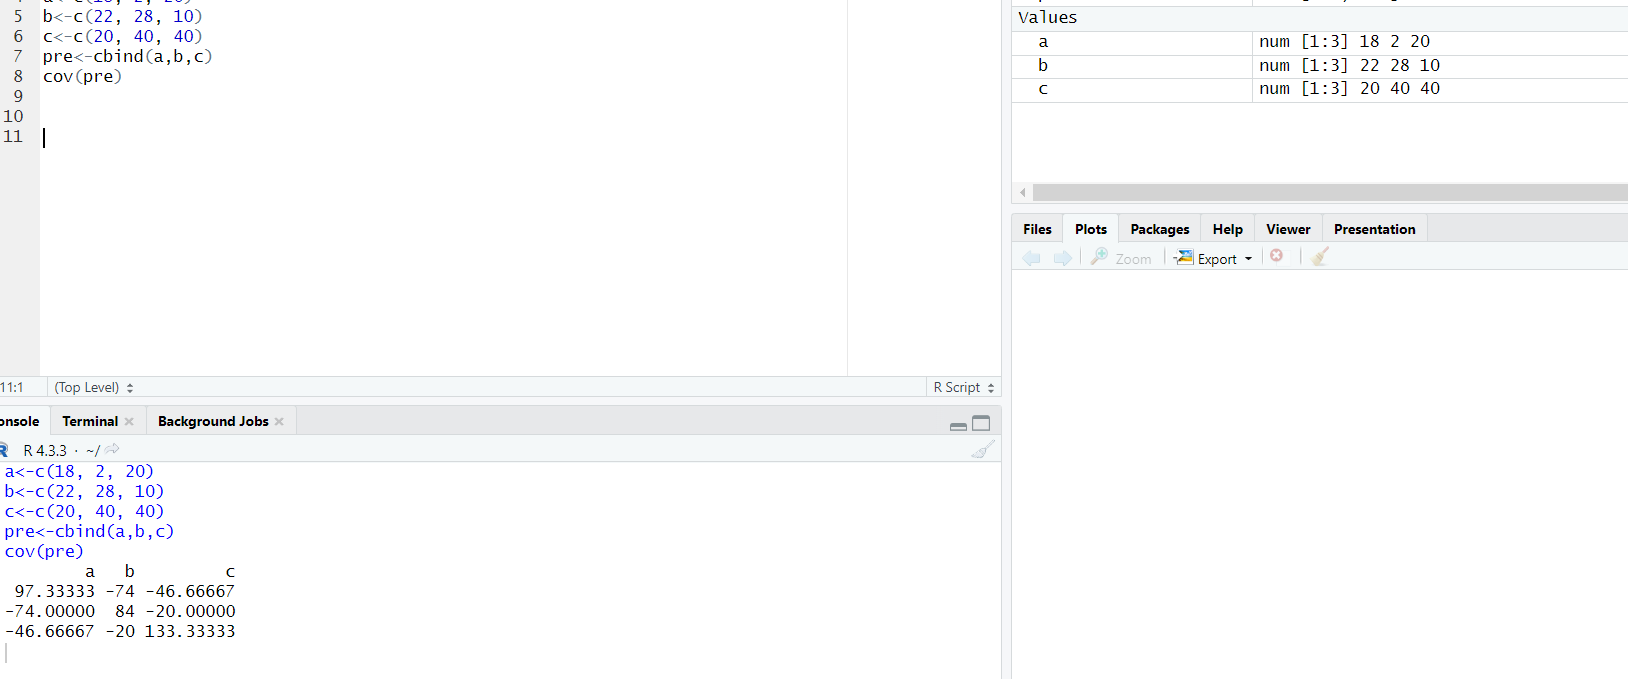 5 b<-c(22, 28, 10)
6 c<-c(20, 40, 40)
7 pre<-cbind(a,b,c)
8 cov(pre)
9
10
11
11:1 (Top Level) R Script
onsole Terminal Background Jobs
R R 4.3.3 · ~/
a<-c(18, 2, 20)
b<-c(22, 28, 10)
c<-c(20, 40, 40)
pre<-cbind(a,b,c)
cov(pre)
a b c
97.33333 -74 -46.66667
-74.00000 84 -20.00000
-46.66667 -20 133.33333
Values
a num [1:3] 18 2 20
b num [1:3] 22 28 10
c num [1:3] 20 40 40
Files Plots Packages Help Viewer Presentation
Zoom Export